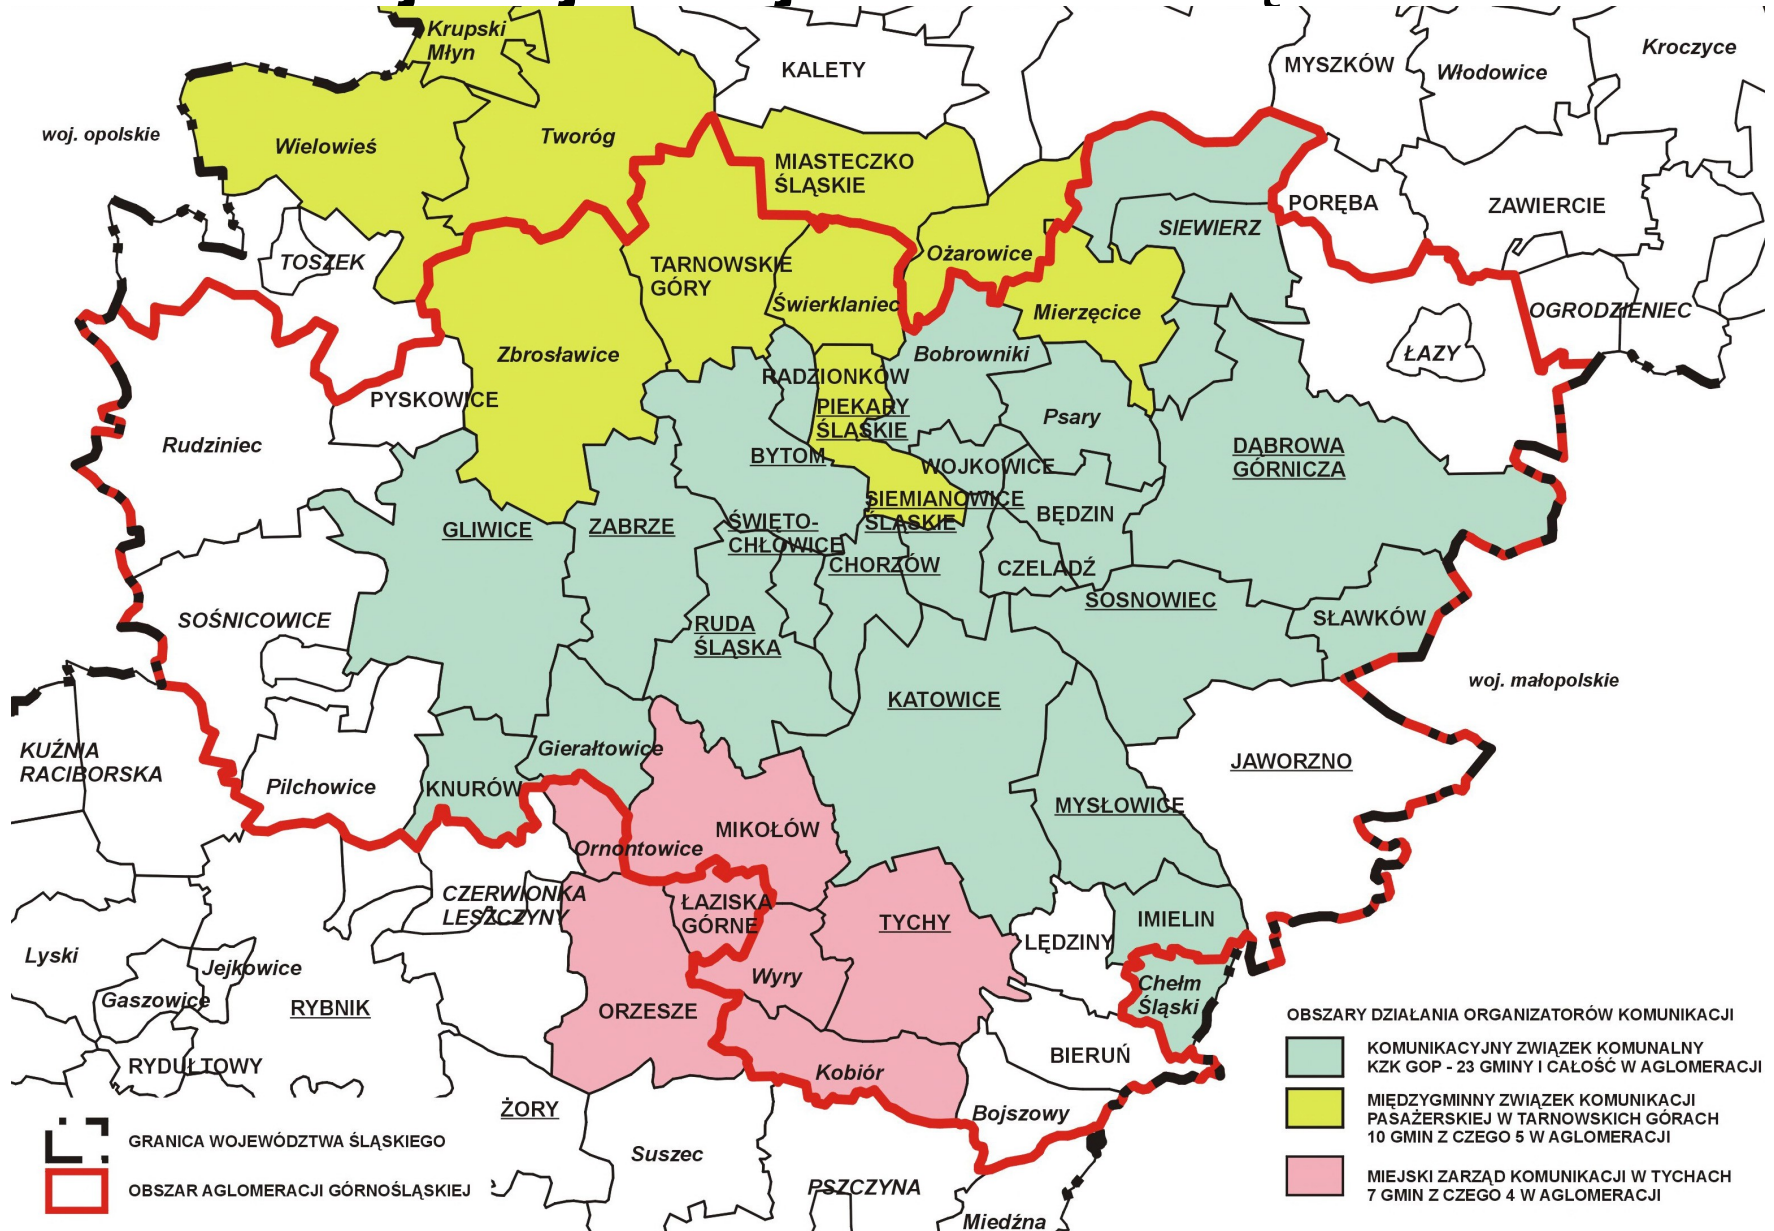 Krupski
Młyn
KALETY
MYSZKÓW
Włodowice
Kroczyce
woj. opolskie
Wielowieś
Tworóg
MIASTECZKO
ŚLĄSKIE
PORĘBA
ZAWIERCIE
SIEWIERZ
TOSZEK
TARNOWSKIE
GÓRY
Ożarowice
Świerklaniec
Mierzęcice
OGRODZIENIEC
Zbrosławice
Bobrowniki
ŁAZY
RADZIONKÓW
PYSKOWICE
PIEKARY
ŚLĄSKIE
Psary
Rudziniec
BYTOM
WOJKOWICE
DĄBROWA
GÓRNICZA
SIEMIANOWICE
ŚLĄSKIE
BĘDZIN
GLIWICE
ZABRZE
ŚWIĘTO-
CHŁOWICE
CHORZÓW
CZELADŹ
SOSNOWIEC
SŁAWKÓW
SOŚNICOWICE
RUDA
ŚLĄSKA
KATOWICE
woj. małopolskie
KUŹNIA
RACIBORSKA
Gierałtowice
JAWORZNO
Pilchowice
KNURÓW
MYSŁOWICE
MIKOŁÓW
Ornontowice
CZERWIONKA
LESZCZYNY
ŁAZISKA
GÓRNE
TYCHY
IMIELIN
LĘDZINY
Lyski
Jejkowice
Wyry
Chełm
Śląski
Gaszowice
RYBNIK
ORZESZE
BIERUŃ
RYDUŁTOWY
Kobiór
ŻORY
Bojszowy
Suszec
PSZCZYNA
Miedźna
GRANICA WOJEWÓDZTWA ŚLĄSKIEGO
OBSZAR AGLOMERACJI GÓRNOŚLĄSKIEJ
OBSZARY DZIAŁANIA ORGANIZATORÓW KOMUNIKACJI
KOMUNIKACYJNY ZWIĄZEK KOMUNALNY
KZK GOP - 23 GMINY I CAŁOŚĆ W AGLOMERACJI
MIĘDZYGMINNY ZWIĄZEK KOMUNIKACJI
PASAŻERSKIEJ W TARNOWSKICH GÓRACH
10 GMIN Z CZEGO 5 W AGLOMERACJI
MIEJSKI ZARZĄD KOMUNIKACJI W TYCHACH
7 GMIN Z CZEGO 4 W AGLOMERACJI